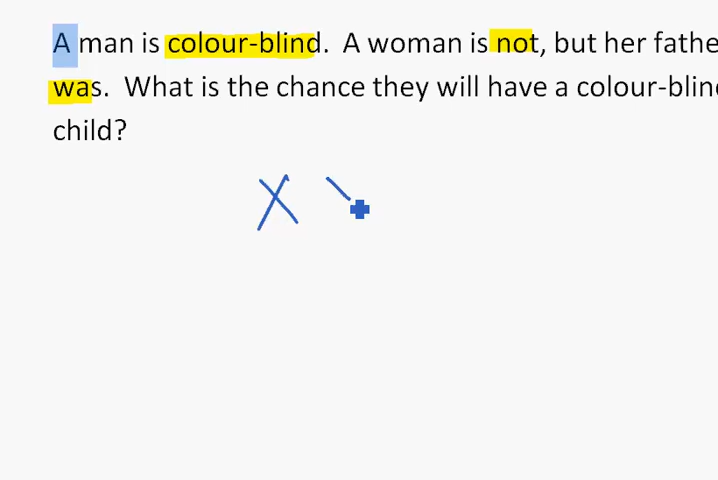 A man is colour-blind. A woman is not, but her fathe
was. What is the chance they will have a colour-blin
child?
X